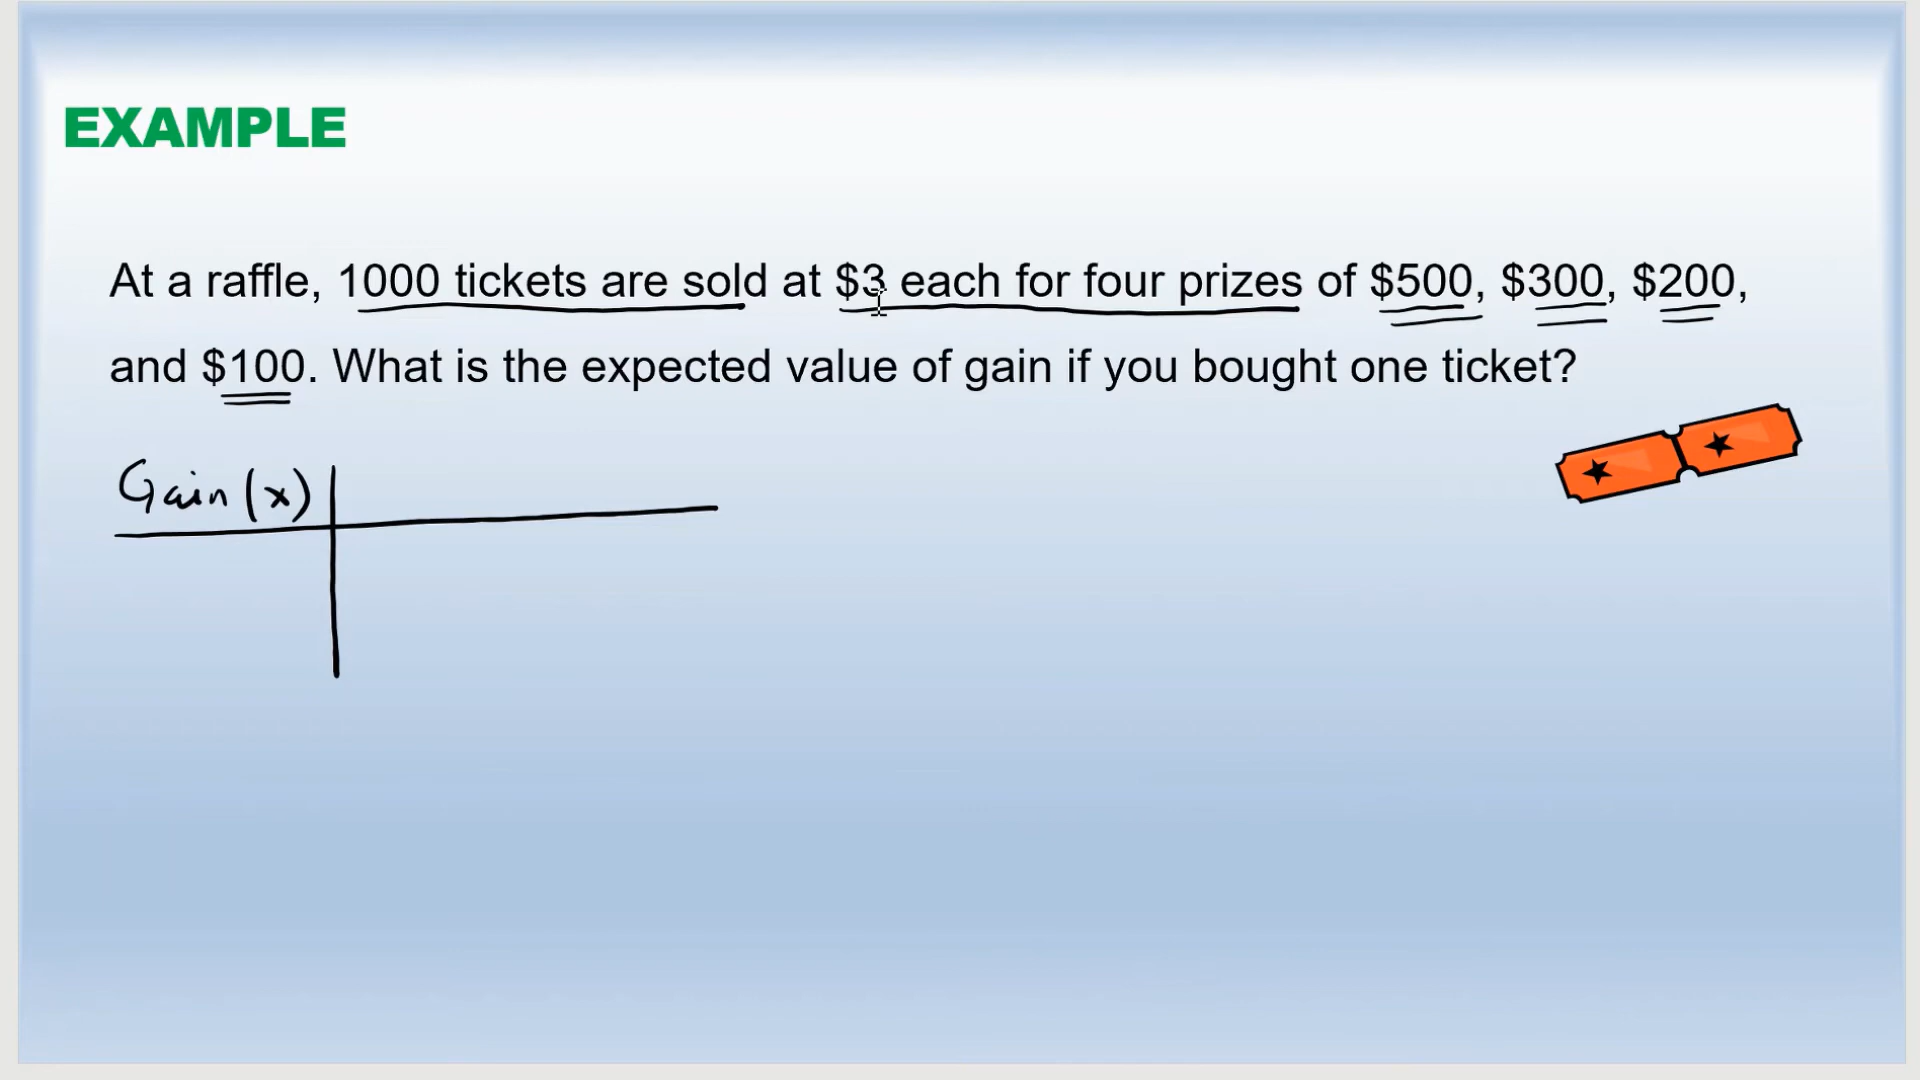 EXAMPLE
At a raffle, 1000 tickets are sold at $3 each for four prizes of $500, $300, $200,
and $100. What is the expected value of gain if you bought one ticket?
Gain (x)